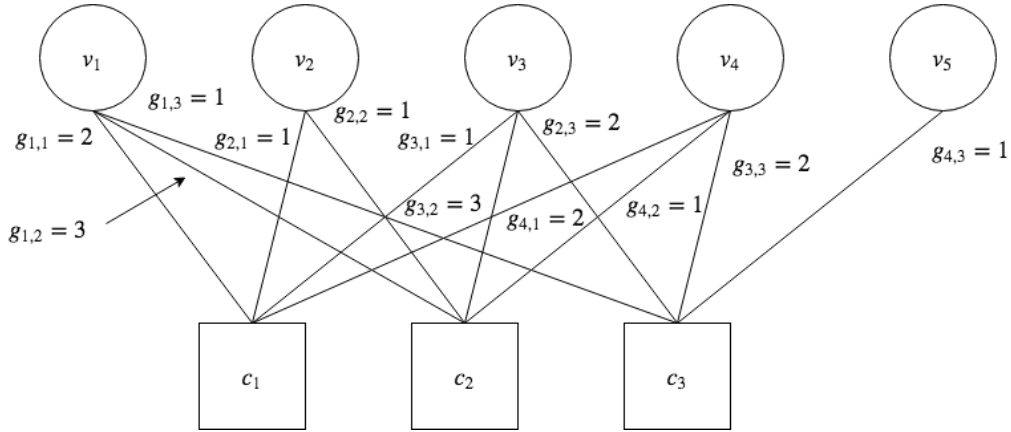 v₁ v₂ v₃ v₄ v₅
g₁,₃ = 1
g₂,₂ = 1
g₁,₁ = 2 g₂,₁ = 1 g₃,₁ = 1 g₂,₃ = 2
g₄,₃ = 1
g₃,₃ = 2
g₃,₂ = 3 g₄,₂ = 1
g₄,₁ = 2
g₁,₂ = 3
c₁ c₂ c₃